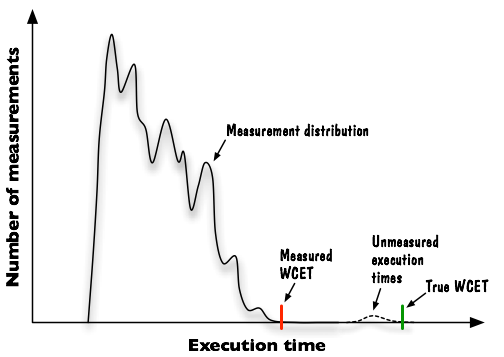 Number of measurements
Measurement distribution
Measured
WCET
Unmeasured
execution
times
True WCET
Execution time